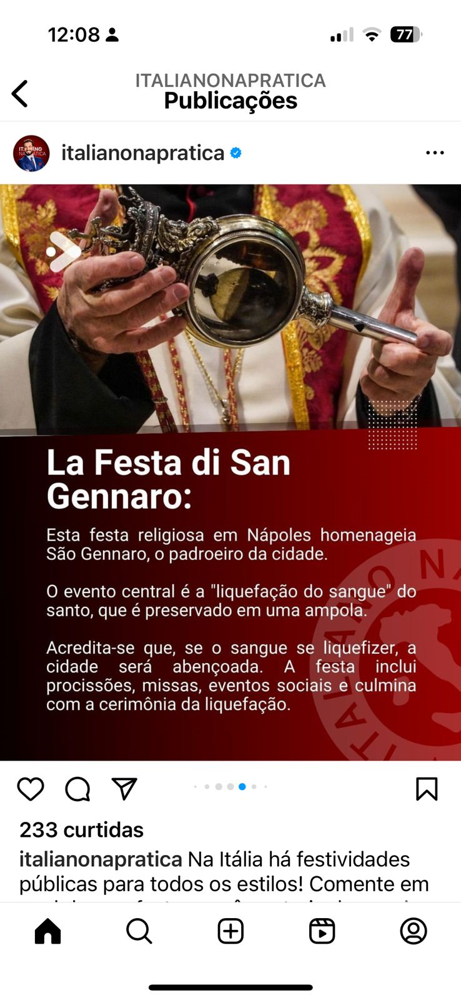 12:08
77
ITALIANONAPRATICA
Publicações
italianonapratica
La Festa di San
Gennaro:
Esta festa religiosa em Nápoles homenageia
São Gennaro, o padroeiro da cidade.
O evento central é a "liquefação do sangue" do
santo, que é preservado em uma ampola.
Acredita-se que, se o sangue se liquefizer, a
cidade será abençoada. A festa inclui
procissões, missas, eventos sociais e culmina
com a cerimônia da liquefação.
233 curtidas
italianonapratica Na Itália há festividades
públicas para todos os estilos! Comente em